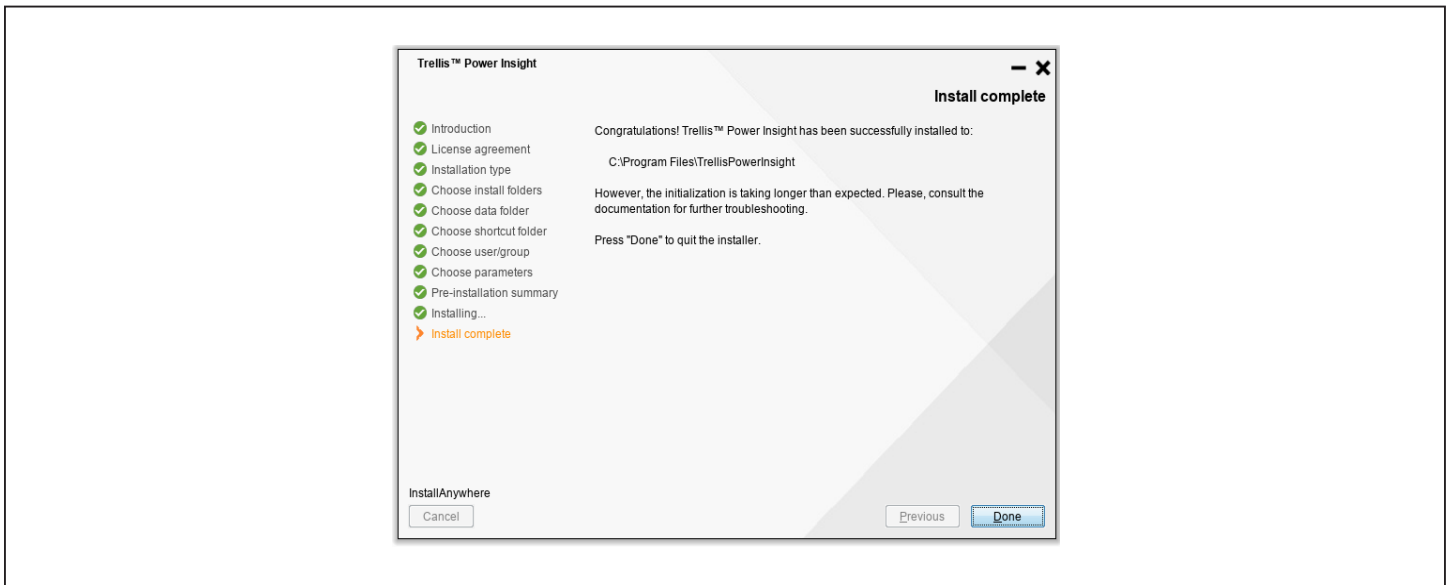 Trellis™ Power Insight
Install complete
Introduction
License agreement
Installation type
Choose install folders
Choose data folder
Choose shortcut folder
Choose user/group
Choose parameters
Pre-installation summary
Installing...
Install complete
Congratulations! Trellis™ Power Insight has been successfully installed to:
C:\Program Files\TrellisPowerInsight
However, the initialization is taking longer than expected. Please, consult the
documentation for further troubleshooting.
Press "Done" to quit the installer.
InstallAnywhere
Cancel
Previous
Done